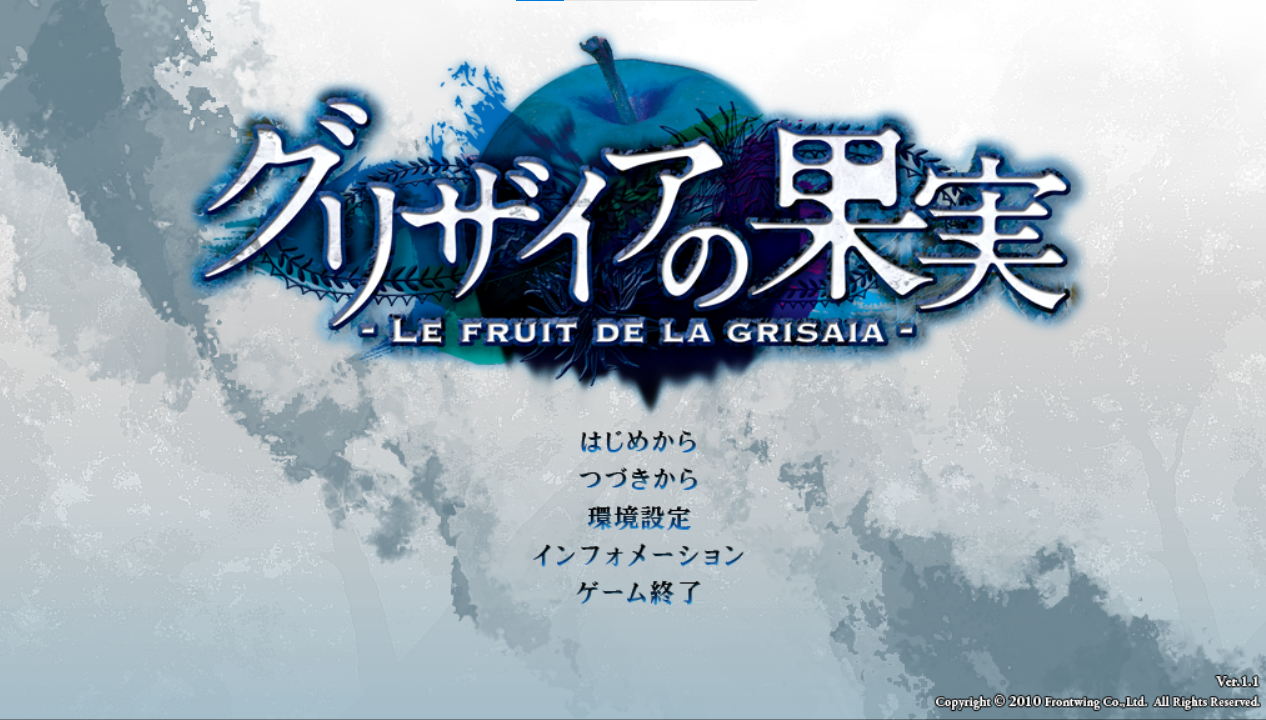 グリザイアの果実
- LE FRUIT DE LA GRISAIA -
はじめから
つづきから
環境設定
インフォメーション
ゲーム終了
Ver.1.1
Copyright © 2010 Frontwing Co.,Ltd. All Rights Reserved.